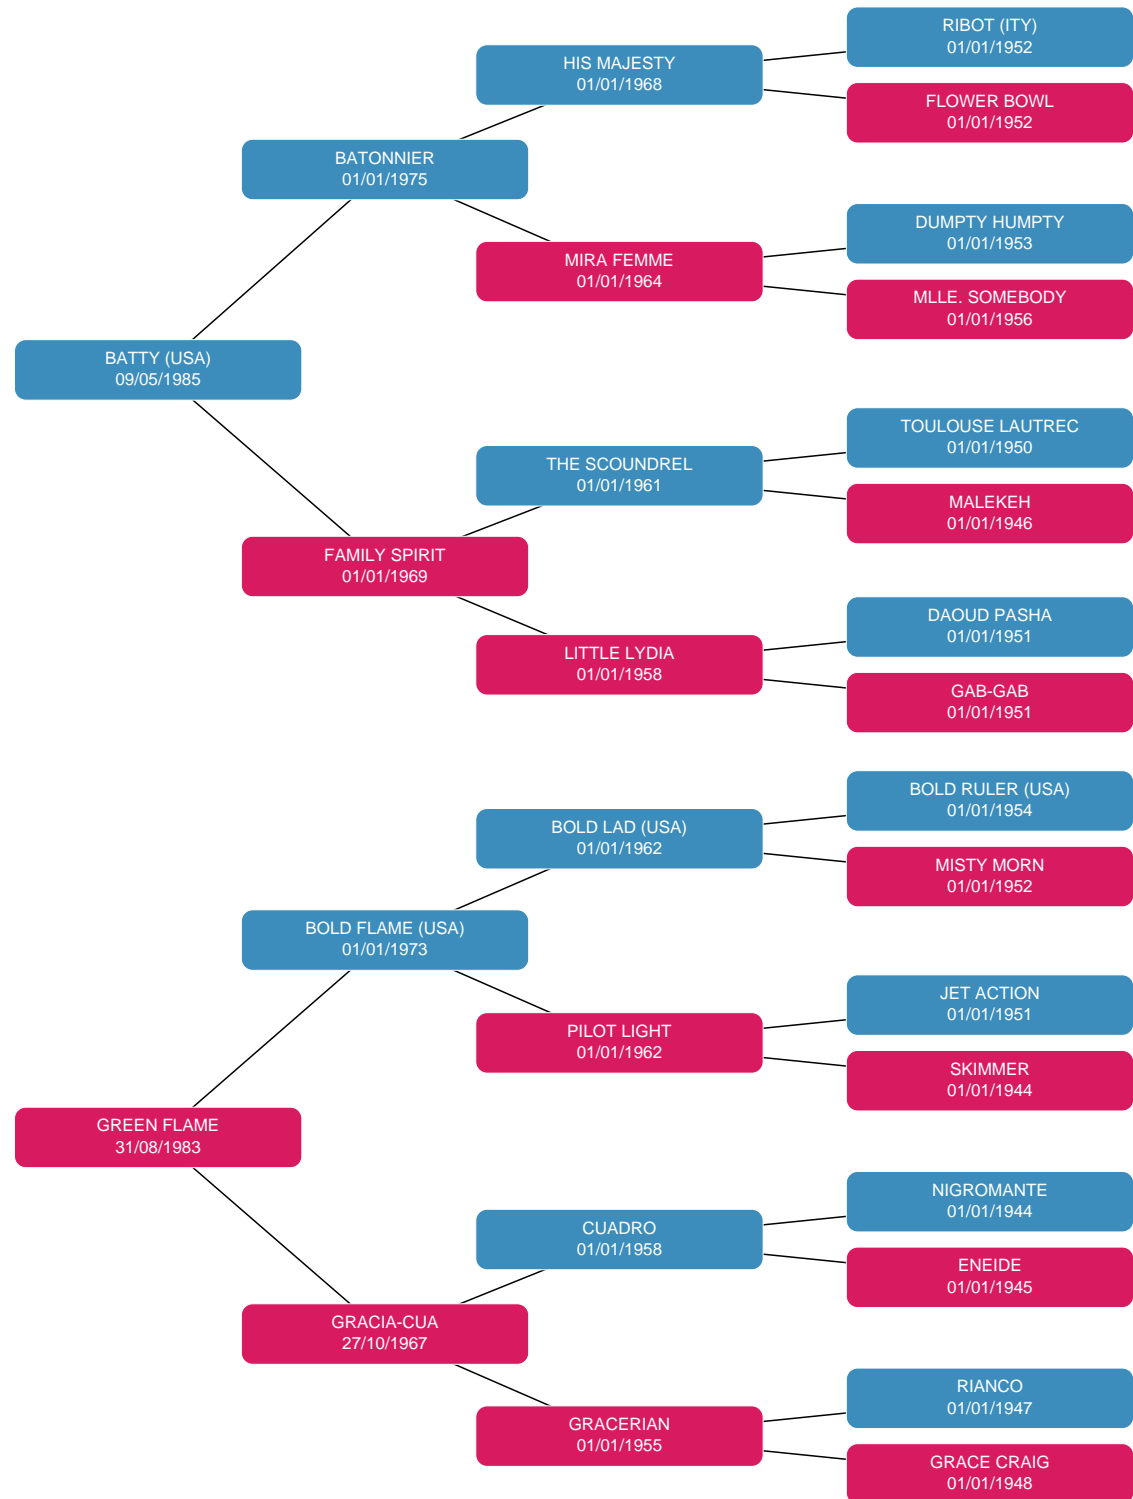 RIBOT (ITY)
01/01/1952
HIS MAJESTY
01/01/1968
FLOWER BOWL
01/01/1952
BATONNIER
01/01/1975
DUMPTY HUMPTY
01/01/1953
MIRA FEMME
01/01/1964
MLLE. SOMEBODY
01/01/1956
BATTY (USA)
09/05/1985
TOULOUSE LAUTREC
01/01/1950
THE SCOUNDREL
01/01/1961
MALEKEH
01/01/1946
FAMILY SPIRIT
01/01/1969
DAOUD PASHA
01/01/1951
LITTLE LYDIA
01/01/1958
GAB-GAB
01/01/1951
BOLD RULER (USA)
01/01/1954
BOLD LAD (USA)
01/01/1962
MISTY MORN
01/01/1952
BOLD FLAME (USA)
01/01/1973
JET ACTION
01/01/1951
PILOT LIGHT
01/01/1962
SKIMMER
01/01/1944
GREEN FLAME
31/08/1983
NIGROMANTE
01/01/1944
CUADRO
01/01/1958
ENEIDE
01/01/1945
GRACIA-CUA
27/10/1967
RIANCO
01/01/1947
GRACERIAN
01/01/1955
GRACE CRAIG
01/01/1948